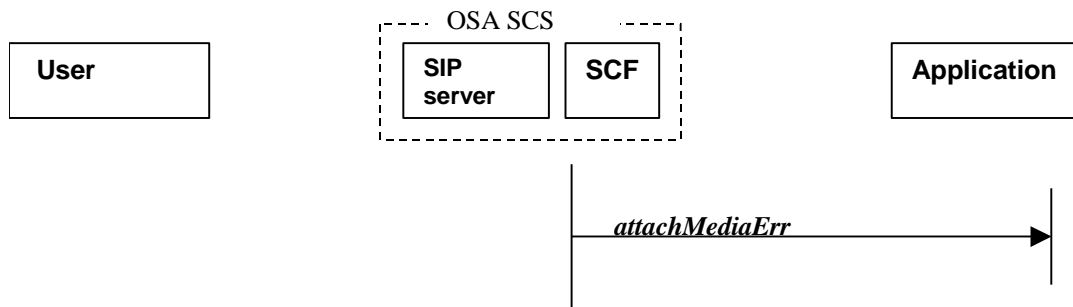 OSA SCS
User
SIP
server
SCF
Application
attachMediaErr